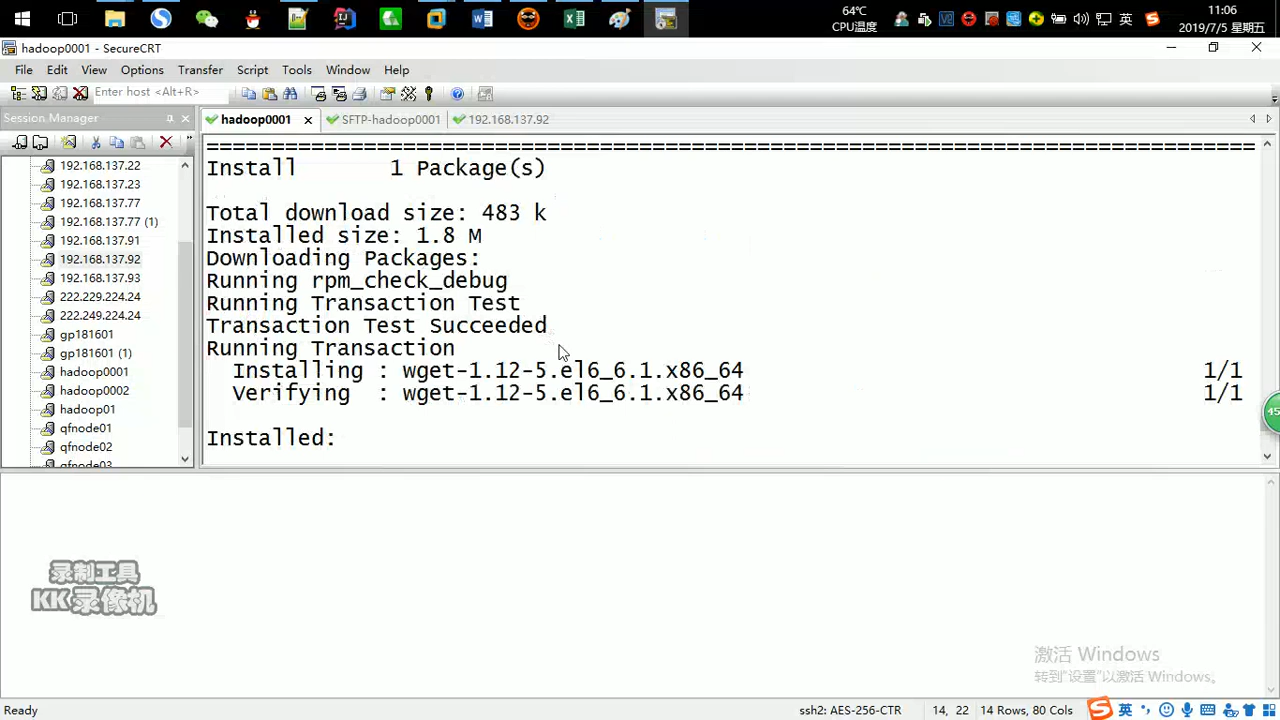 64℃
CPU温度
英
11:06
2019/7/5 星期五
hadoop0001 - SecureCRT
File Edit View Options Transfer Script Tools Window Help
Enter host <Alt+R>
Session Manager
hadoop0001
SFTP-hadoop0001
192.168.137.92
192.168.137.22
192.168.137.23
192.168.137.77
192.168.137.77 (1)
192.168.137.91
192.168.137.92
192.168.137.93
222.229.224.24
222.249.224.24
gp181601
gp181601 (1)
hadoop0001
hadoop0002
hadoop01
qfnode01
qfnode02
qfnode03
================================================================================
Install 1 Package(s)
Total download size: 483 k
Installed size: 1.8 M
Downloading Packages:
Running rpm_check_debug
Running Transaction Test
Transaction Test Succeeded
Running Transaction
Installing : wget-1.12-5.el6_6.1.x86_64 1/1
Verifying : wget-1.12-5.el6_6.1.x86_64 1/1
Installed:
45
录制工具
KK录像机
激活 Windows
转到"设置"以激活 Windows。
Ready
ssh2: AES-256-CTR
14, 22
14 Rows, 80 Cols
英